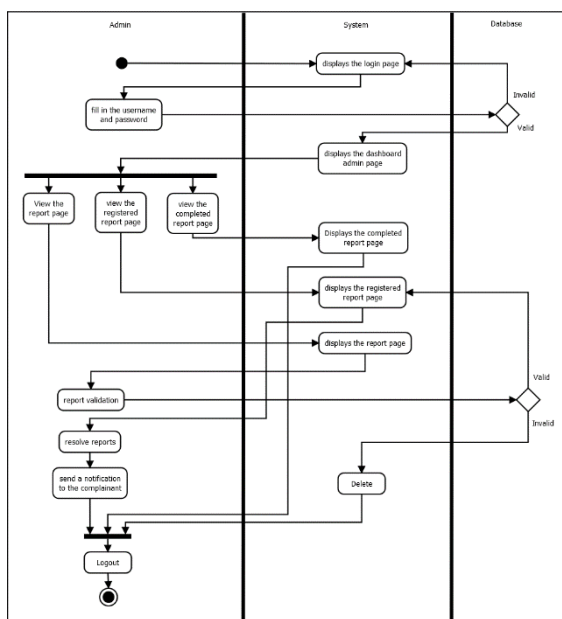 Admin
System
Database
displays the login page
Invalid
fill in the username
and password
Valid
displays the dashboard
admin page
View the
report page
view the
registered
report page
view the
completed
report page
Displays the completed
report page
displays the registered
report page
displays the report page
Valid
report validation
Invalid
resolve reports
send a notification
to the complainant
Delete
Logout